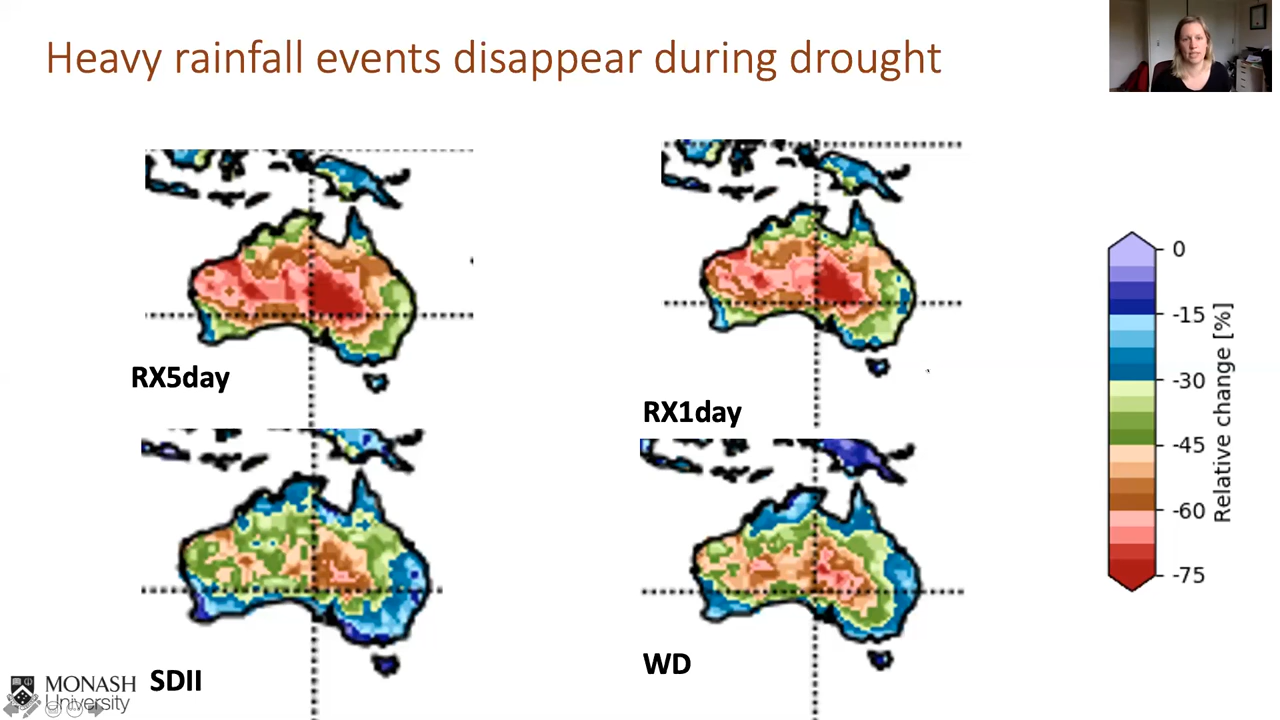 Heavy rainfall events disappear during drought
RX5day
RX1day
SDII
WD
0
-15
-30
-45
-60
-75
Relative change [%]
MONASH
University